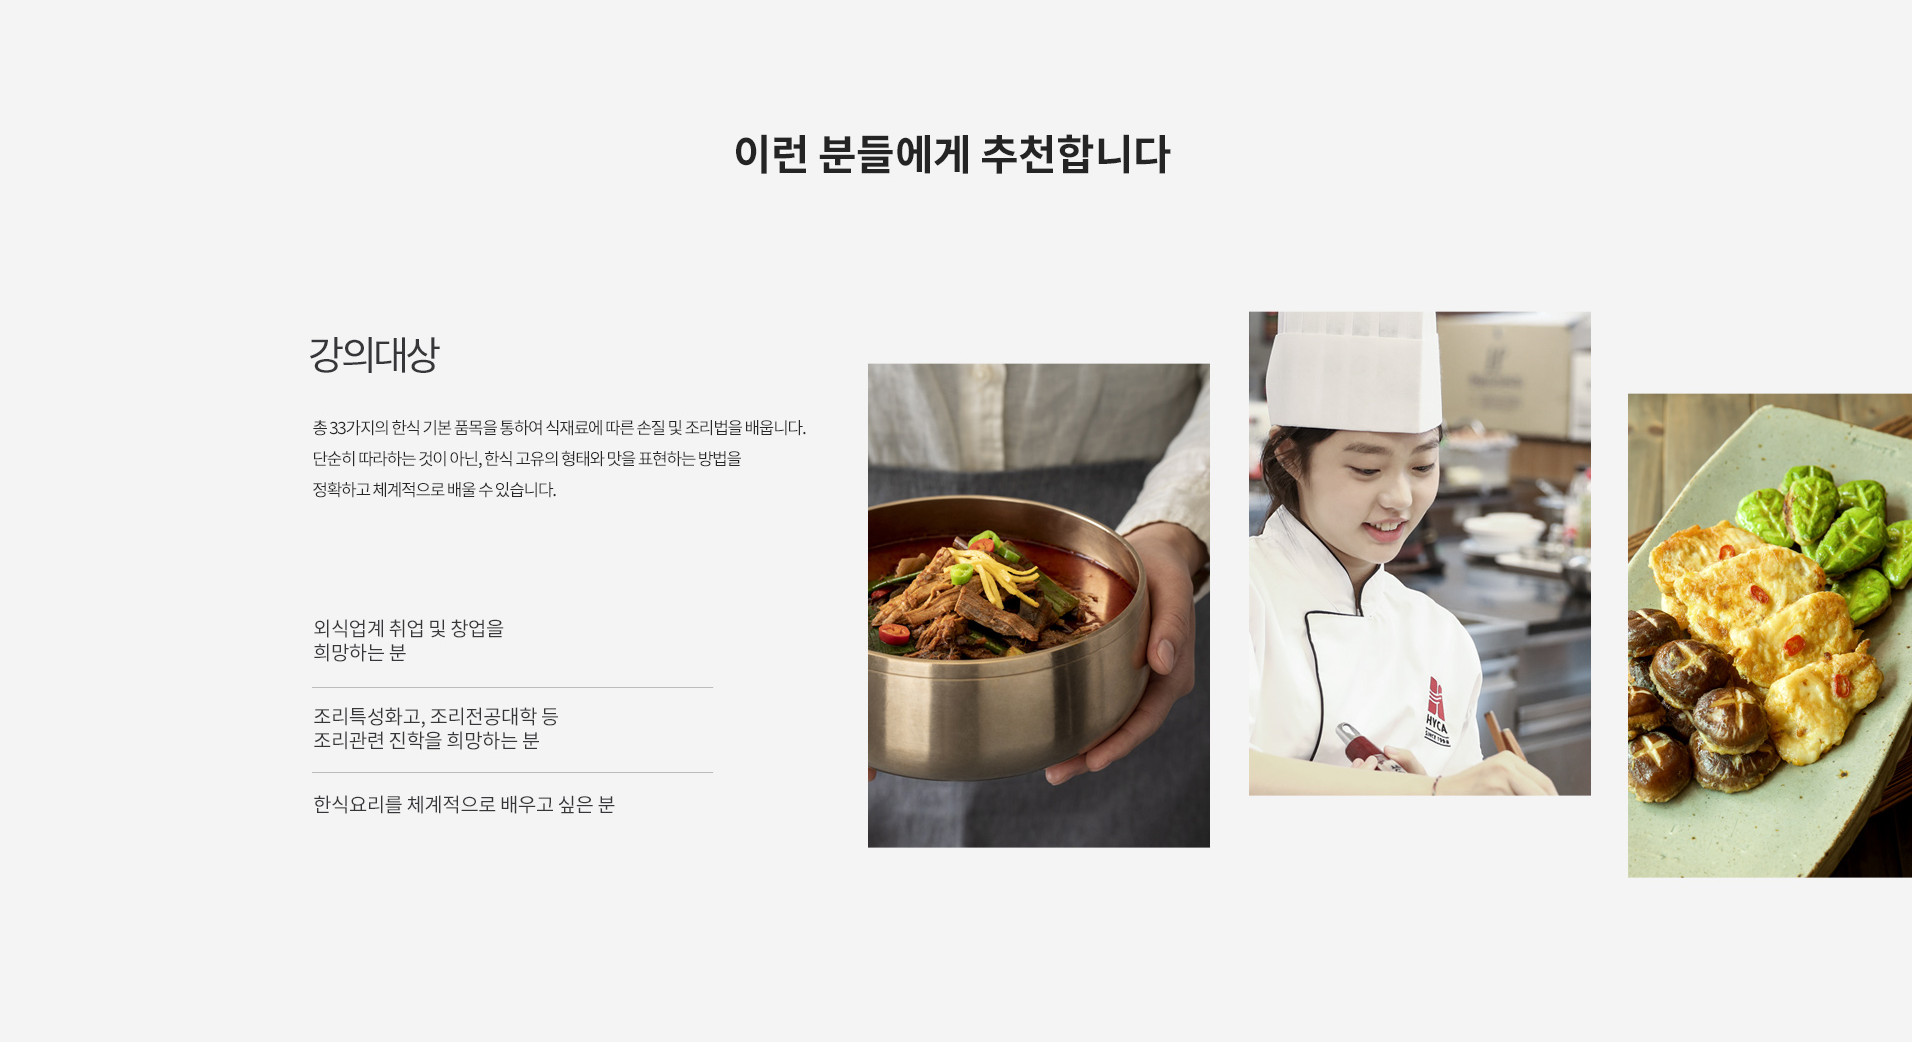 이런 분들에게 추천합니다
강의대상
총 33가지의 한식 기본 품목을 통하여 식재료에 따른 손질 및 조리법을 배웁니다.
단순히 따라하는 것이 아닌, 한식 고유의 형태와 맛을 표현하는 방법을
정확하고 체계적으로 배울 수 있습니다.
외식업계 취업 및 창업을
희망하는 분
조리특성화고, 조리전공대학 등
조리관련 진학을 희망하는 분
한식요리를 체계적으로 배우고 싶은 분
HYCA